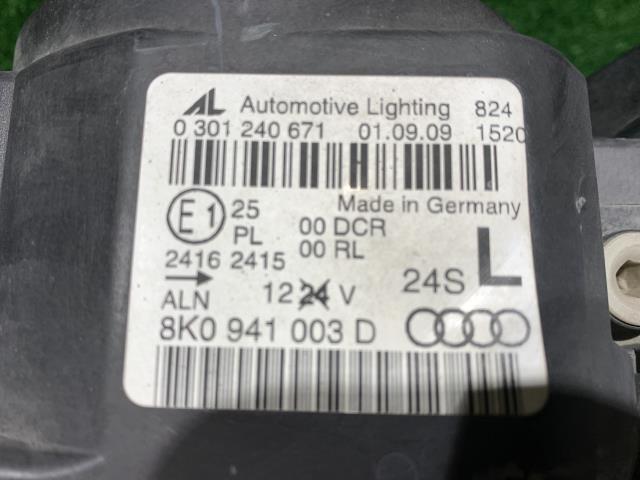 AL Automotive Lighting 824
0 301 240 671 01.09.09 1520
Made in Germany
E1 25 00 DCR
PL 00 RL
2416 2415
ALN 12 24 V 24S L
8K0 941 003 D